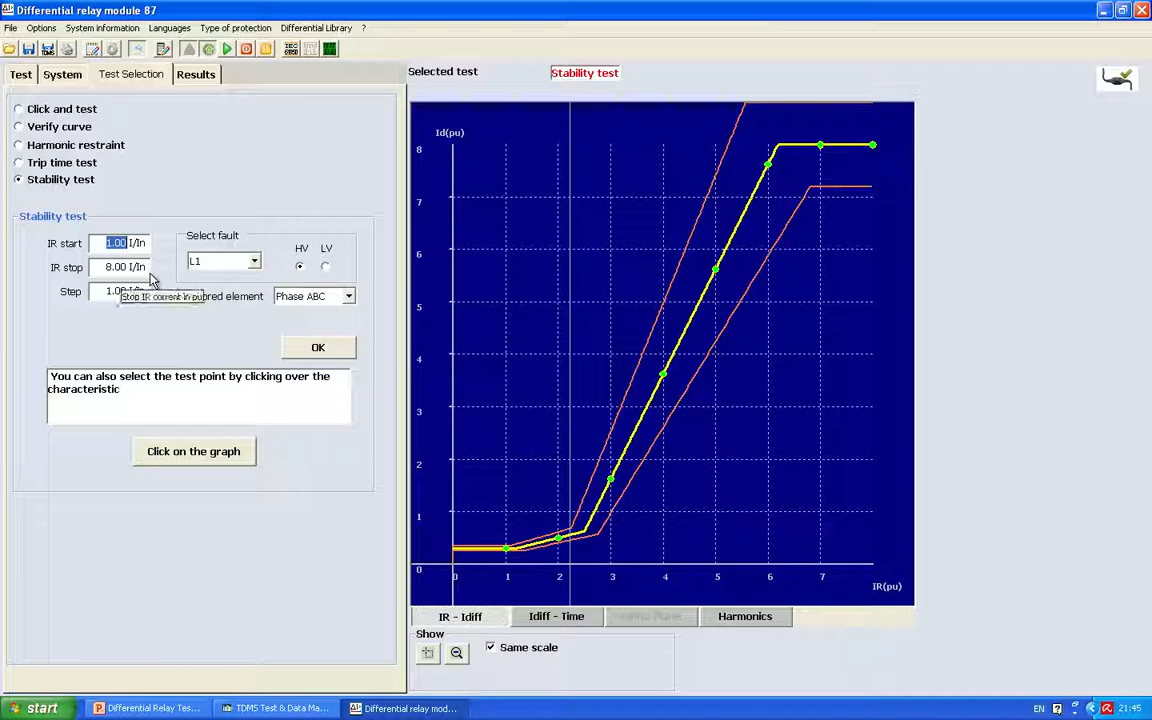 Differential relay module 87
File Options System information Languages Type of protection Differential Library ?
Test System Test Selection Results
Selected test Stability test
Click and test
Verify curve
Harmonic restraint
Trip time test
Stability test
Stability test
IR start 1.00 I/In
IR stop 8.00 I/In
Step
Select fault
L1
HV LV
Stop IR current in pu
element Phase ABC
OK
You can also select the test point by clicking over the
characteristic
Click on the graph
Id(pu)
8
7
6
5
4
3
2
1
0
0 1 2 3 4 5 6 7
IR(pu)
IR - Idiff Idiff - Time Harmonics
Show
Same scale
start Differential Relay Tes... TDMS Test & Data Ma... Differential relay mod... EN 21:45